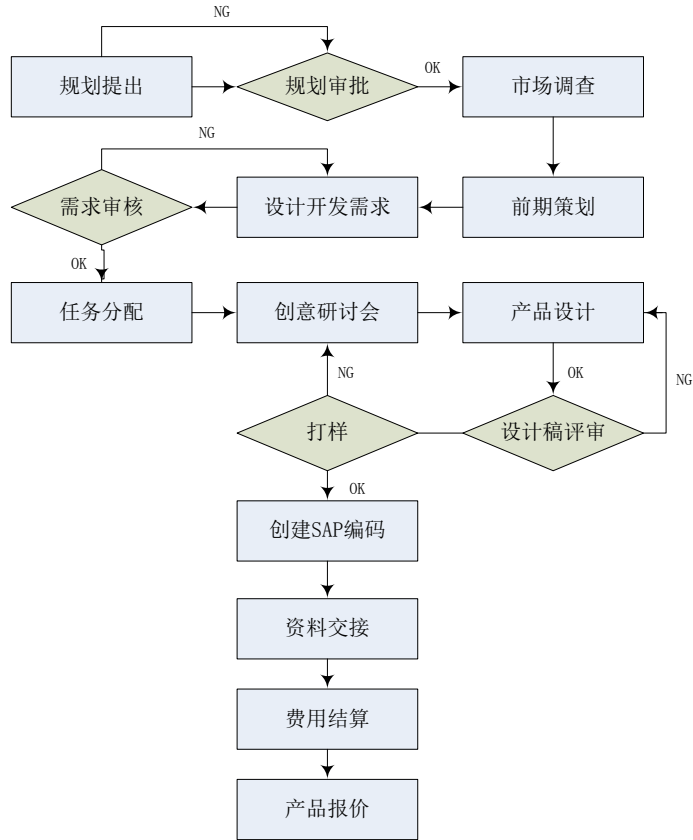 NG
规划提出
规划审批
OK
市场调查
NG
需求审核
设计开发需求
前期策划
OK
任务分配
创意研讨会
产品设计
NG
OK
NG
打样
设计稿评审
OK
创建SAP编码
资料交接
费用结算
产品报价